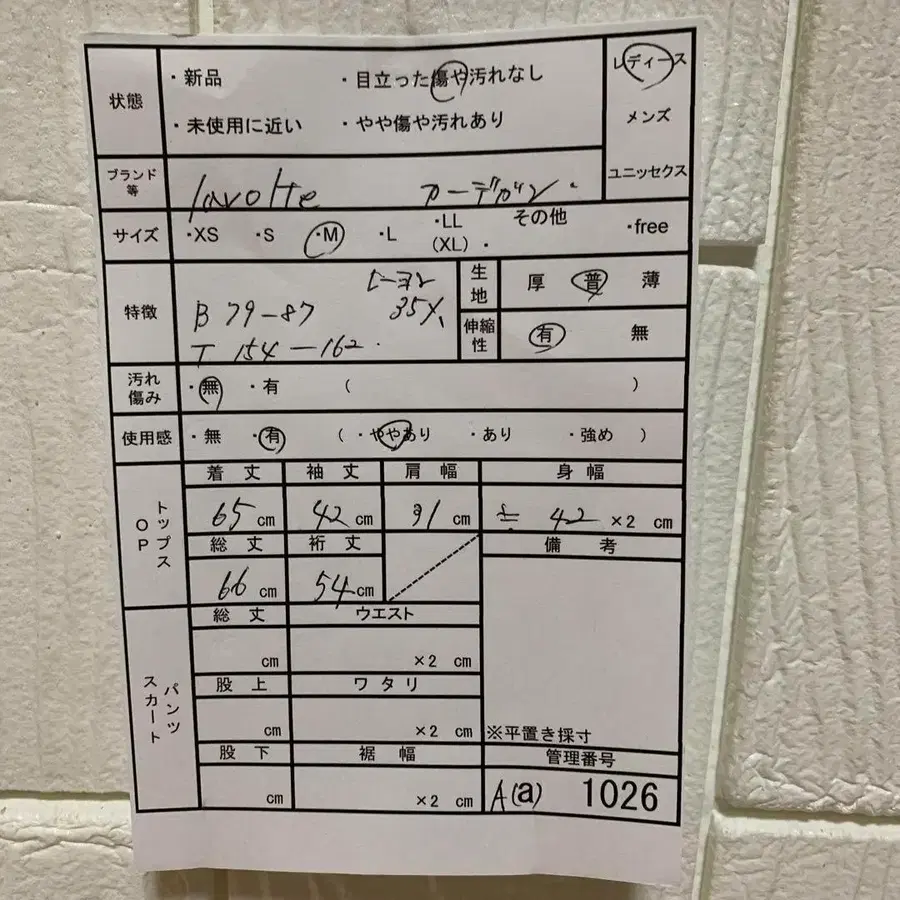 状態 ・新品 ・目立った傷や汚れなし レディース
・未使用に近い ・やや傷や汚れあり メンズ
ブランド等 カーデガン. ユニッセクス
サイズ ・XS ・S ・M ・L ・LL (XL) ・ その他 ・free
特徴 B 79-87 35% 生地 厚 普 薄
T 154-162. 伸縮性 有 無
汚れ傷み ・無 ・有 ( )
使用感 ・無 ・有 (・ややあり ・あり ・強め )
トップス OP 着丈 袖丈 肩幅 身幅
65 cm 42 cm 31 cm ≒ 42 ×2 cm
総丈 裄丈 備考
66 cm 54 cm
パンツ スカート 総丈 ウエスト
cm ×2 cm
股上 ワタリ
cm ×2 cm ※平置き採寸
股下 裾幅 管理番号
cm ×2 cm A(a) 1026